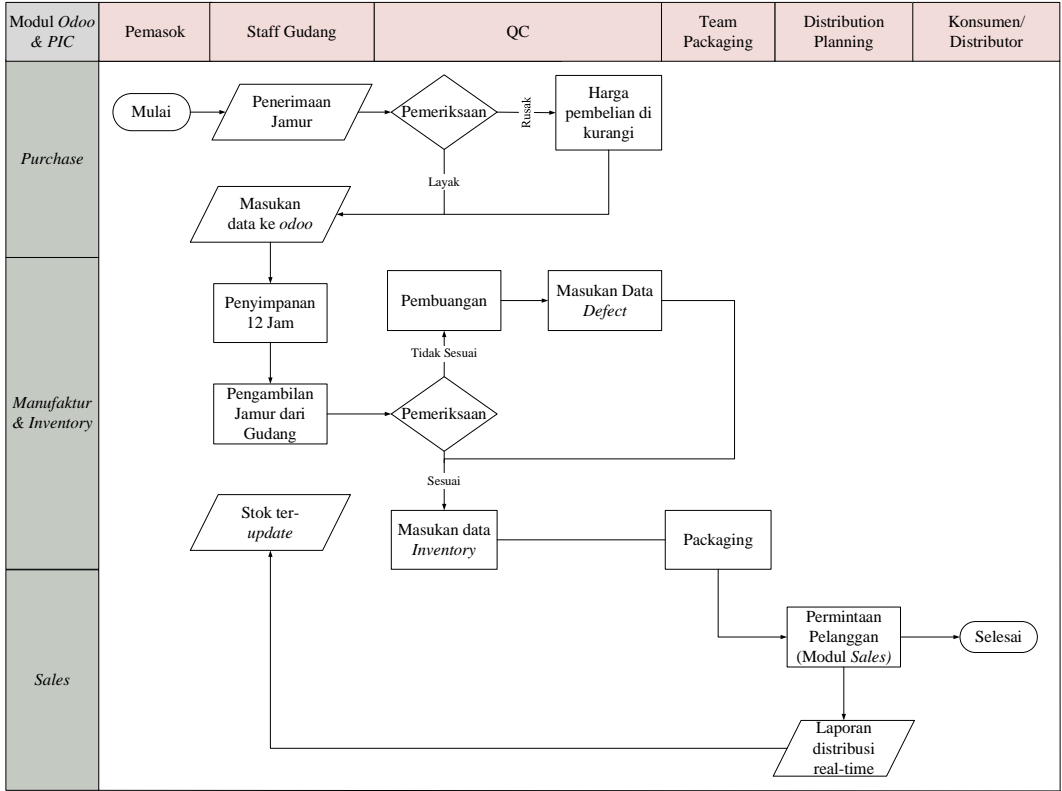 Modul Odoo
& PIC
Pemasok
Staff Gudang
QC
Team
Packaging
Distribution
Planning
Konsumen/
Distributor
Purchase
Mulai
Penerimaan
Jamur
Pemeriksaan
Rusak
Harga
pembelian di
kurangi
Layak
Masukan
data ke odoo
Manufaktur
& Inventory
Penyimpanan
12 Jam
Pembuangan
Masukan Data
Defect
Tidak Sesuai
Pengambilan
Jamur dari
Gudang
Pemeriksaan
Sesuai
Stok ter-
update
Masukan data
Inventory
Packaging
Sales
Permintaan
Pelanggan
(Modul Sales)
Selesai
Laporan
distribusi
real-time